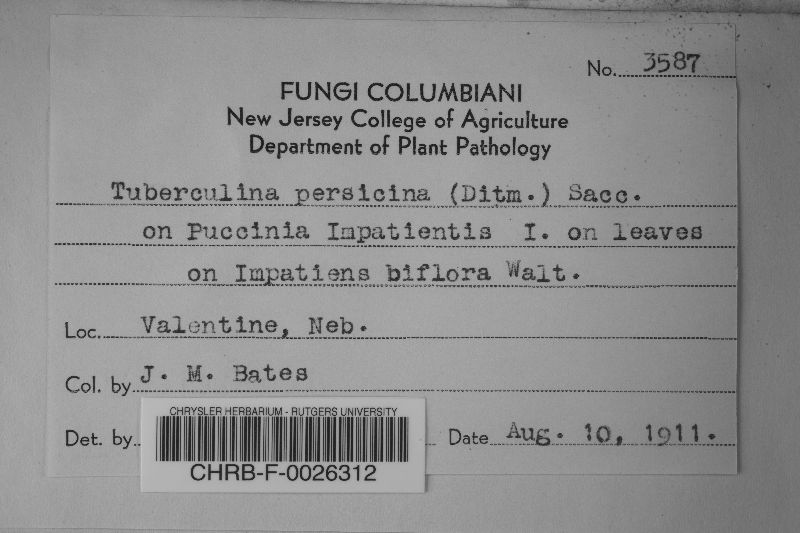 No. 3587
FUNGI COLUMBIANI
New Jersey College of Agriculture
Department of Plant Pathology
Tuberculina persicina (Ditm.) Sacc.
on Puccinia Impatientis I. on leaves
on Impatiens biflora Walt.
Loc. Valentine, Neb.
Col. by J. M. Bates
Det. by Date Aug. 10, 1911.
CHRYSLER HERBARIUM - RUTGERS UNIVERSITY
CHRB-F-0026312